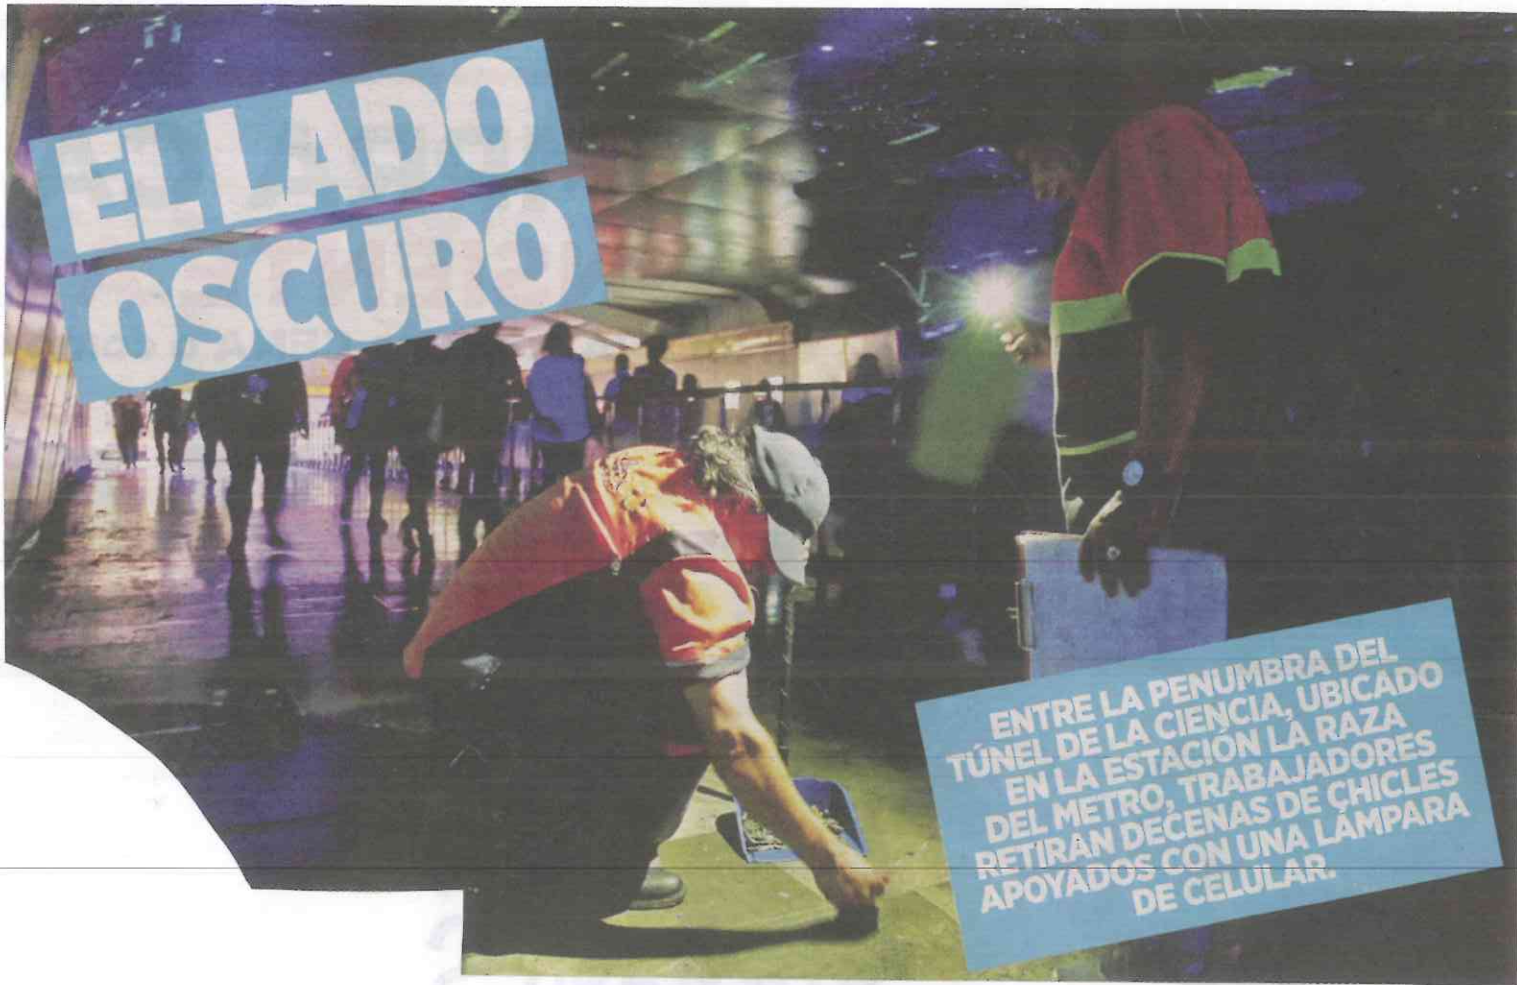 EL LADO
OSCURO
ENTRE LA PENUMBRA DEL
TÚNEL DE LA CIENCIA, UBICADO
EN LA ESTACIÓN LA RAZA
DEL METRO, TRABAJADORES
RETIRAN DECENAS DE CHICLES
APOYADOS CON UNA LÁMPARA
DE CELULAR.